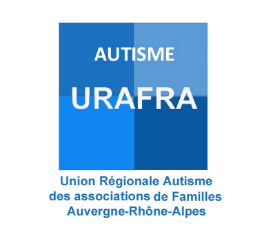 AUTISME
URAFRA
Union Régionale Autisme
des associations de Familles
Auvergne-Rhône-Alpes